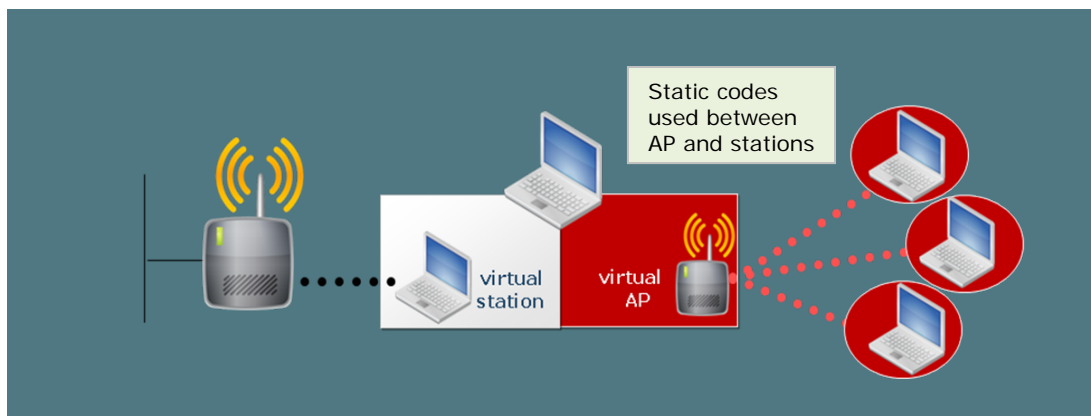 Static codes
used between
AP and stations
virtual
station
virtual
AP